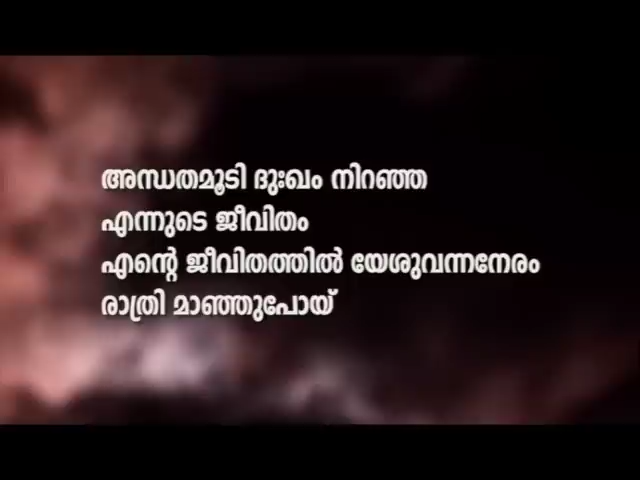 അന്ധതമൂടി ദുഃഖം നിറഞ്ഞ
എന്നുടെ ജീവിതം
എന്റെ ജീവിതത്തിൽ യേശുവന്നനേരം
രാത്രി മാഞ്ഞുപോയ്